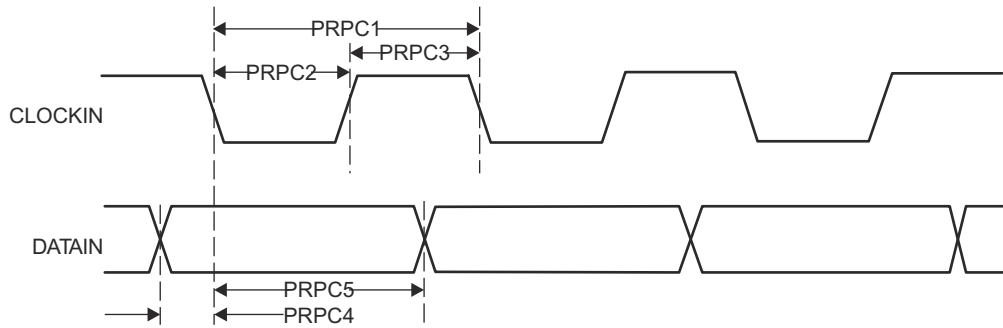 PRPC1
PRPC3
PRPC2
CLOCKIN
DATAIN
PRPC5
PRPC4